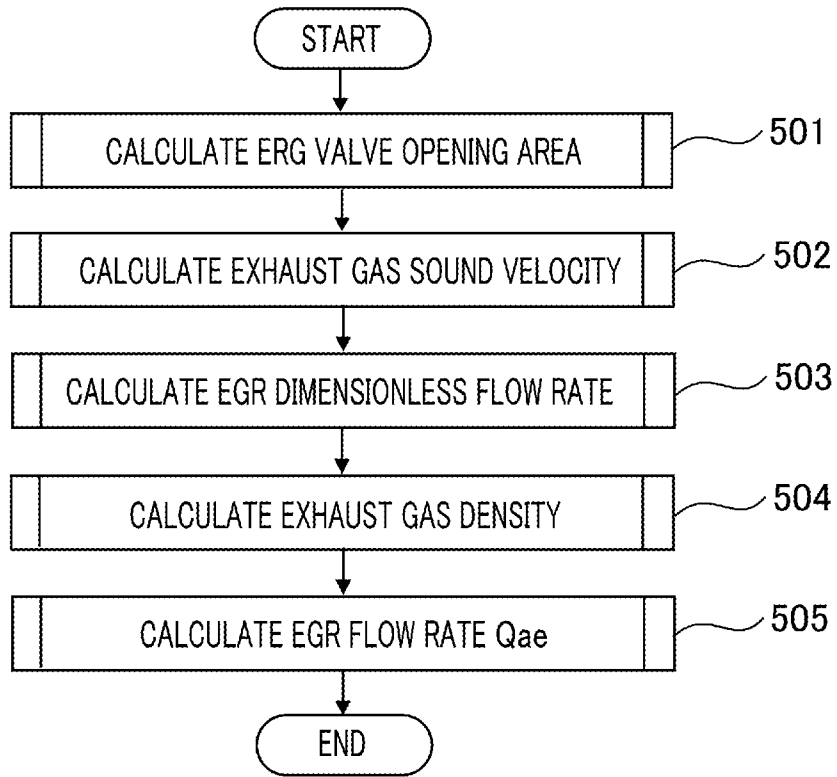 START
CALCULATE ERG VALVE OPENING AREA
501
CALCULATE EXHAUST GAS SOUND VELOCITY
502
CALCULATE EGR DIMENSIONLESS FLOW RATE
503
CALCULATE EXHAUST GAS DENSITY
504
CALCULATE EGR FLOW RATE Qae
505
END